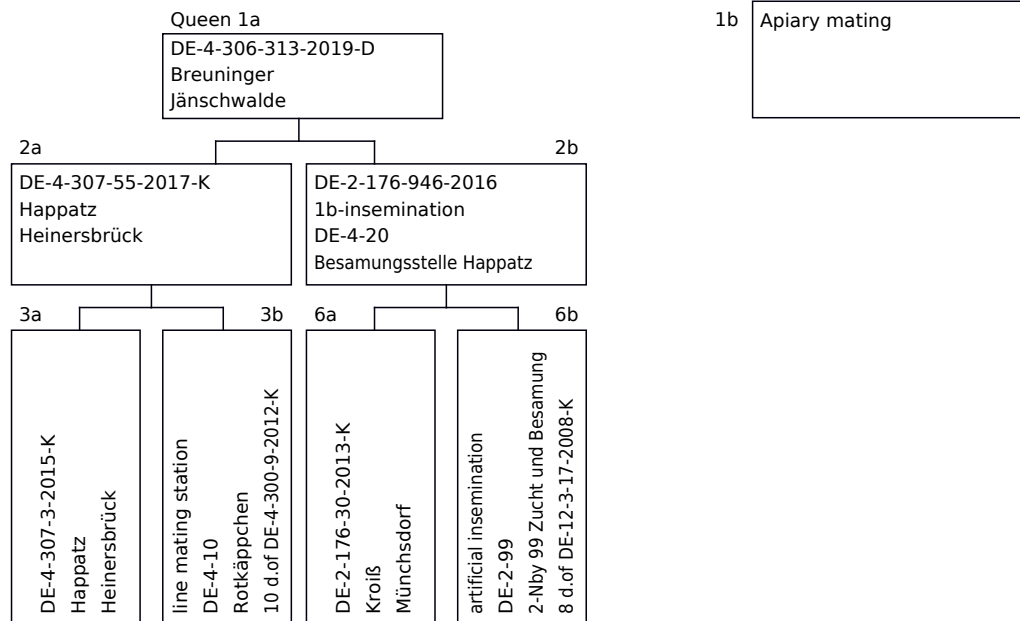 Queen 1a
DE-4-306-313-2019-D
Breuninger
Jänschwalde
1b
Apiary mating
2a
DE-4-307-55-2017-K
Happatz
Heinersbrück
2b
DE-2-176-946-2016
1b-insemination
DE-4-20
Besamungsstelle Happatz
3a
DE-4-307-3-2015-K
Happatz
Heinersbrück
3b
line mating station
DE-4-10
Rotkäppchen
10 d.of DE-4-300-9-2012-K
6a
DE-2-176-30-2013-K
Kroiß
Münchsdorf
6b
artificial insemination
DE-2-99
2-Nby 99 Zucht und Besamung
8 d.of DE-12-3-17-2008-K